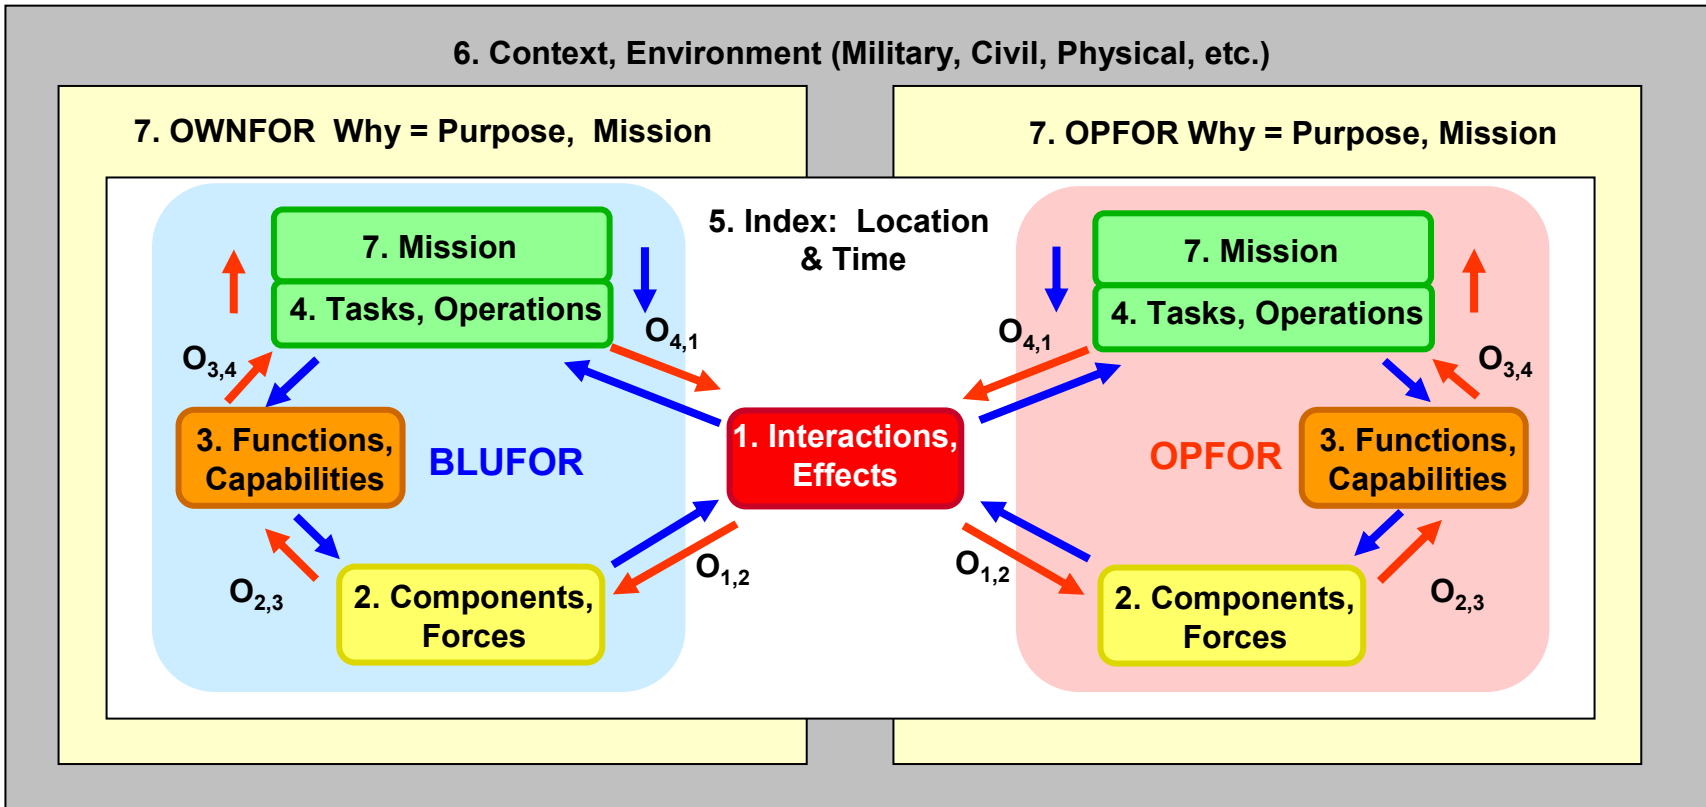 6. Context, Environment (Military, Civil, Physical, etc.)
7. OWNFOR  Why = Purpose,  Mission
7. OPFOR Why = Purpose, Mission
5. Index:  Location
& Time
7. Mission
4. Tasks, Operations
O4,1
O3,4
3. Functions,
Capabilities
BLUFOR
O2,3
2. Components,
Forces
O1,2
1. Interactions,
Effects
7. Mission
4. Tasks, Operations
O4,1
O3,4
OPFOR
3. Functions,
Capabilities
O1,2
2. Components,
Forces
O2,3